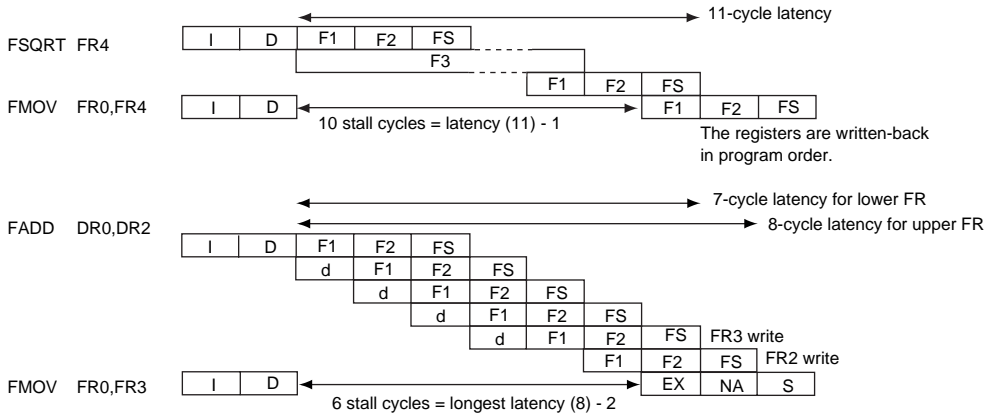 11-cycle latency
FSQRT FR4 I D F1 F2 FS
F3
F1 F2 FS
FMOV FR0,FR4 I D F1 F2 FS
10 stall cycles = latency (11) - 1
The registers are written-back
in program order.
7-cycle latency for lower FR
8-cycle latency for upper FR
FADD DR0,DR2
I D F1 F2 FS
d F1 F2 FS
d F1 F2 FS
d F1 F2 FS
d F1 F2 FS FR3 write
F1 F2 FS FR2 write
FMOV FR0,FR3 I D EX NA S
6 stall cycles = longest latency (8) - 2